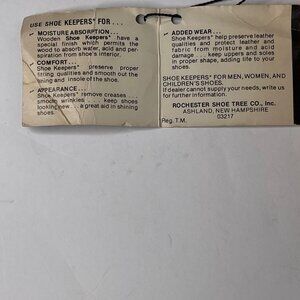 USE SHOE KEEPERS® FOR . . .
MOISTURE ABSORPTION . . .
Wooden Shoe Keepers® have a
special finish which permits the
wood to absorb water, acid and per-
spiration from shoe's interior.
COMFORT . . .
Shoe Keepers® preserve proper
fitting qualities and smooth out the
lining and inside of shoe.
APPEARANCE . . .
Shoe Keepers® remove creases
smooth wrinkles . . . keep shoes
looking new . . . a great aid in shining
shoes.
ADDED WEAR . . .
Shoe Keepers® help preserve leather
qualities and protect leather and
fabric from moisture and acid
damage . . . keep uppers and soles
in proper shape, adding life to your
shoes.
SHOE KEEPERS® FOR MEN, WOMEN, AND
CHILDREN'S SHOES.
If dealer cannot supply your needs, write us
for further information.
ROCHESTER SHOE TREE CO., Inc.
ASHLAND, NEW HAMPSHIRE
03217
Reg. T.M.